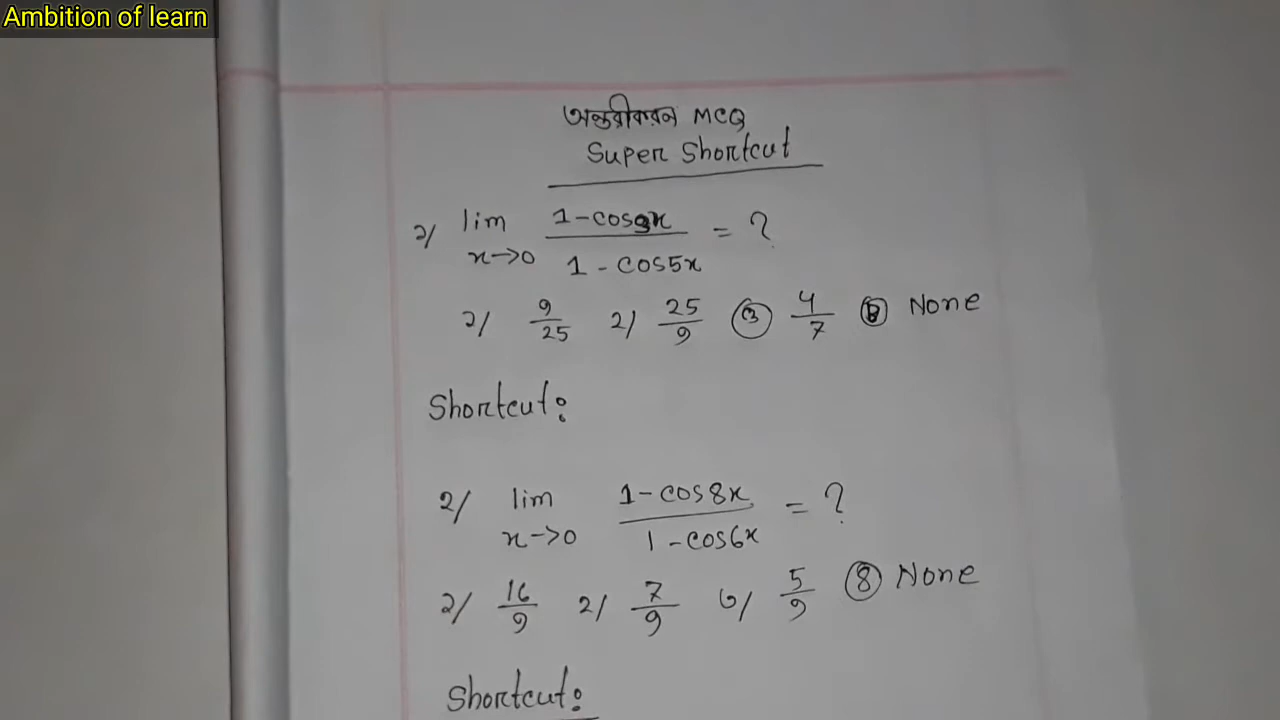 Ambition of learn
অন্তরীকরন MCQ
Super Shortcut
১/ lim x→0 (1-cos3x)/(1-cos5x) = ?
১/ 9/25 ২/ 25/9 ৩ 4/7 None
Shortcut:
২/ lim x→0 (1-cos8x)/(1-cos6x) = ?
১/ 16/9 ২/ 7/9 ৩/ 5/9 ৪ None
Shortcut: